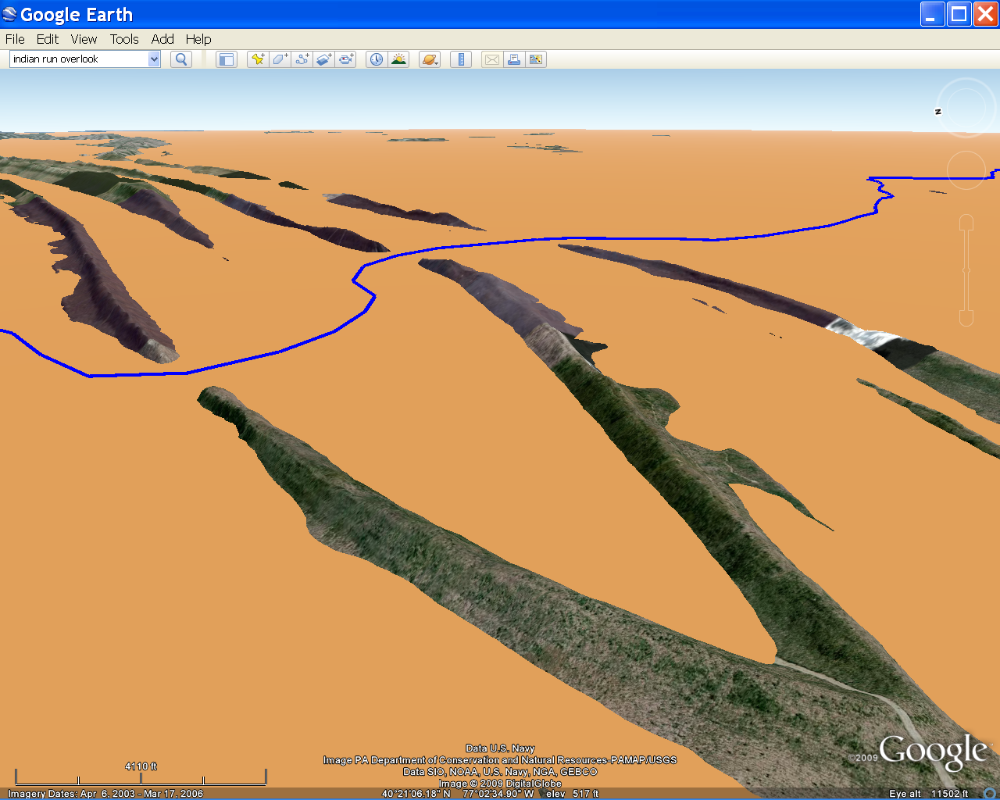 Google Earth
File Edit View Tools Add Help
indian run overlook
N
4110 ft
Data U.S. Navy
Image PA Department of Conservation and Natural Resources-PAMAP/USGS
Data SIO, NOAA, U.S. Navy, NGA, GEBCO
Image © 2009 DigitalGlobe
©2009 Google
Imagery Dates: Apr 6, 2003 - Mar 17, 2006
40°21'06.18" N 77°02'34.90" W elev 517 ft
Eye alt 11502 ft